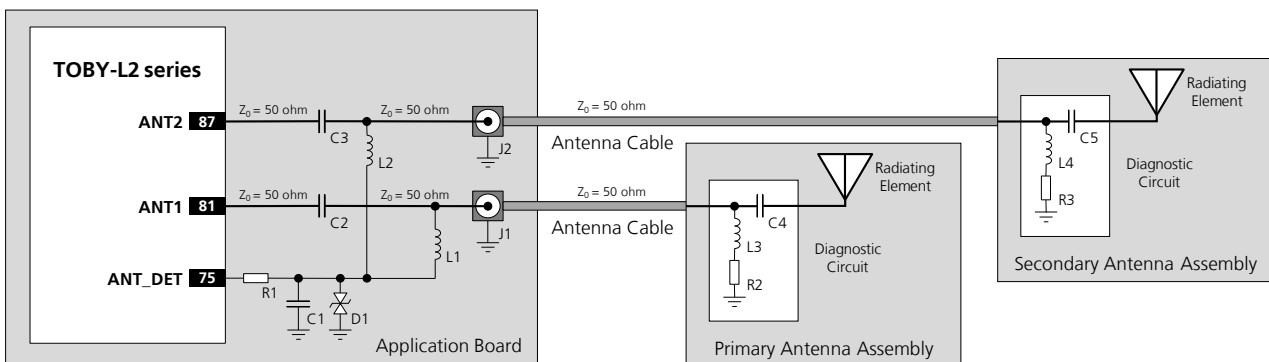 TOBY-L2 series
ANT2 87
Z0 = 50 ohm
C3
Z0 = 50 ohm
L2
J2
Z0 = 50 ohm
Antenna Cable
Radiating
Element
C5
L4
R3
Diagnostic
Circuit
Secondary Antenna Assembly
ANT1 81
Z0 = 50 ohm
C2
Z0 = 50 ohm
L1
J1
Z0 = 50 ohm
Antenna Cable
Radiating
Element
C4
L3
R2
Diagnostic
Circuit
Primary Antenna Assembly
ANT_DET 75
R1
C1
D1
Application Board